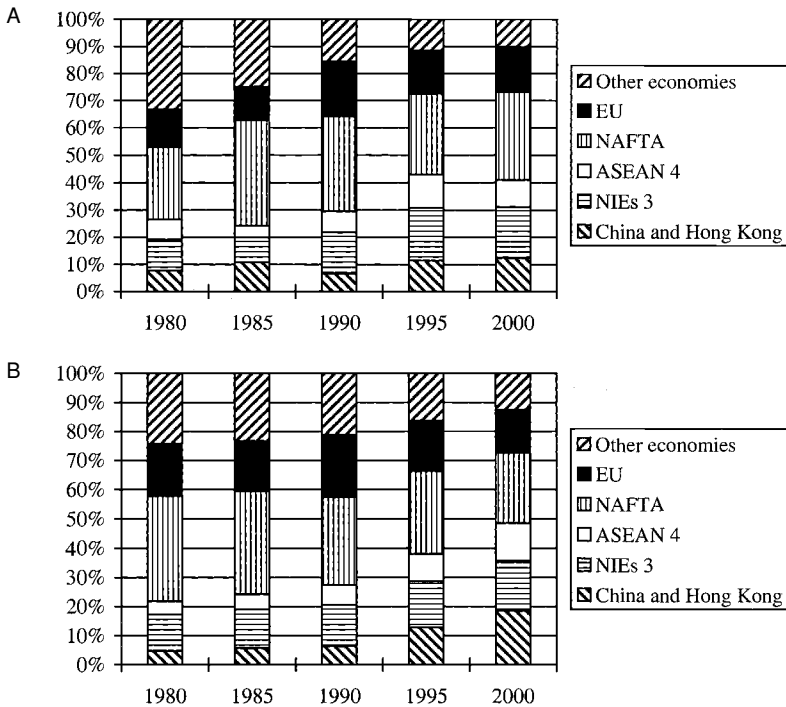 A
100%
90%
80%
70%
60%
50%
40%
30%
20%
10%
0%
1980 1985 1990 1995 2000
Other economies
EU
NAFTA
ASEAN 4
NIEs 3
China and Hong Kong
B
100%
90%
80%
70%
60%
50%
40%
30%
20%
10%
0%
1980 1985 1990 1995 2000
Other economies
EU
NAFTA
ASEAN 4
NIEs 3
China and Hong Kong